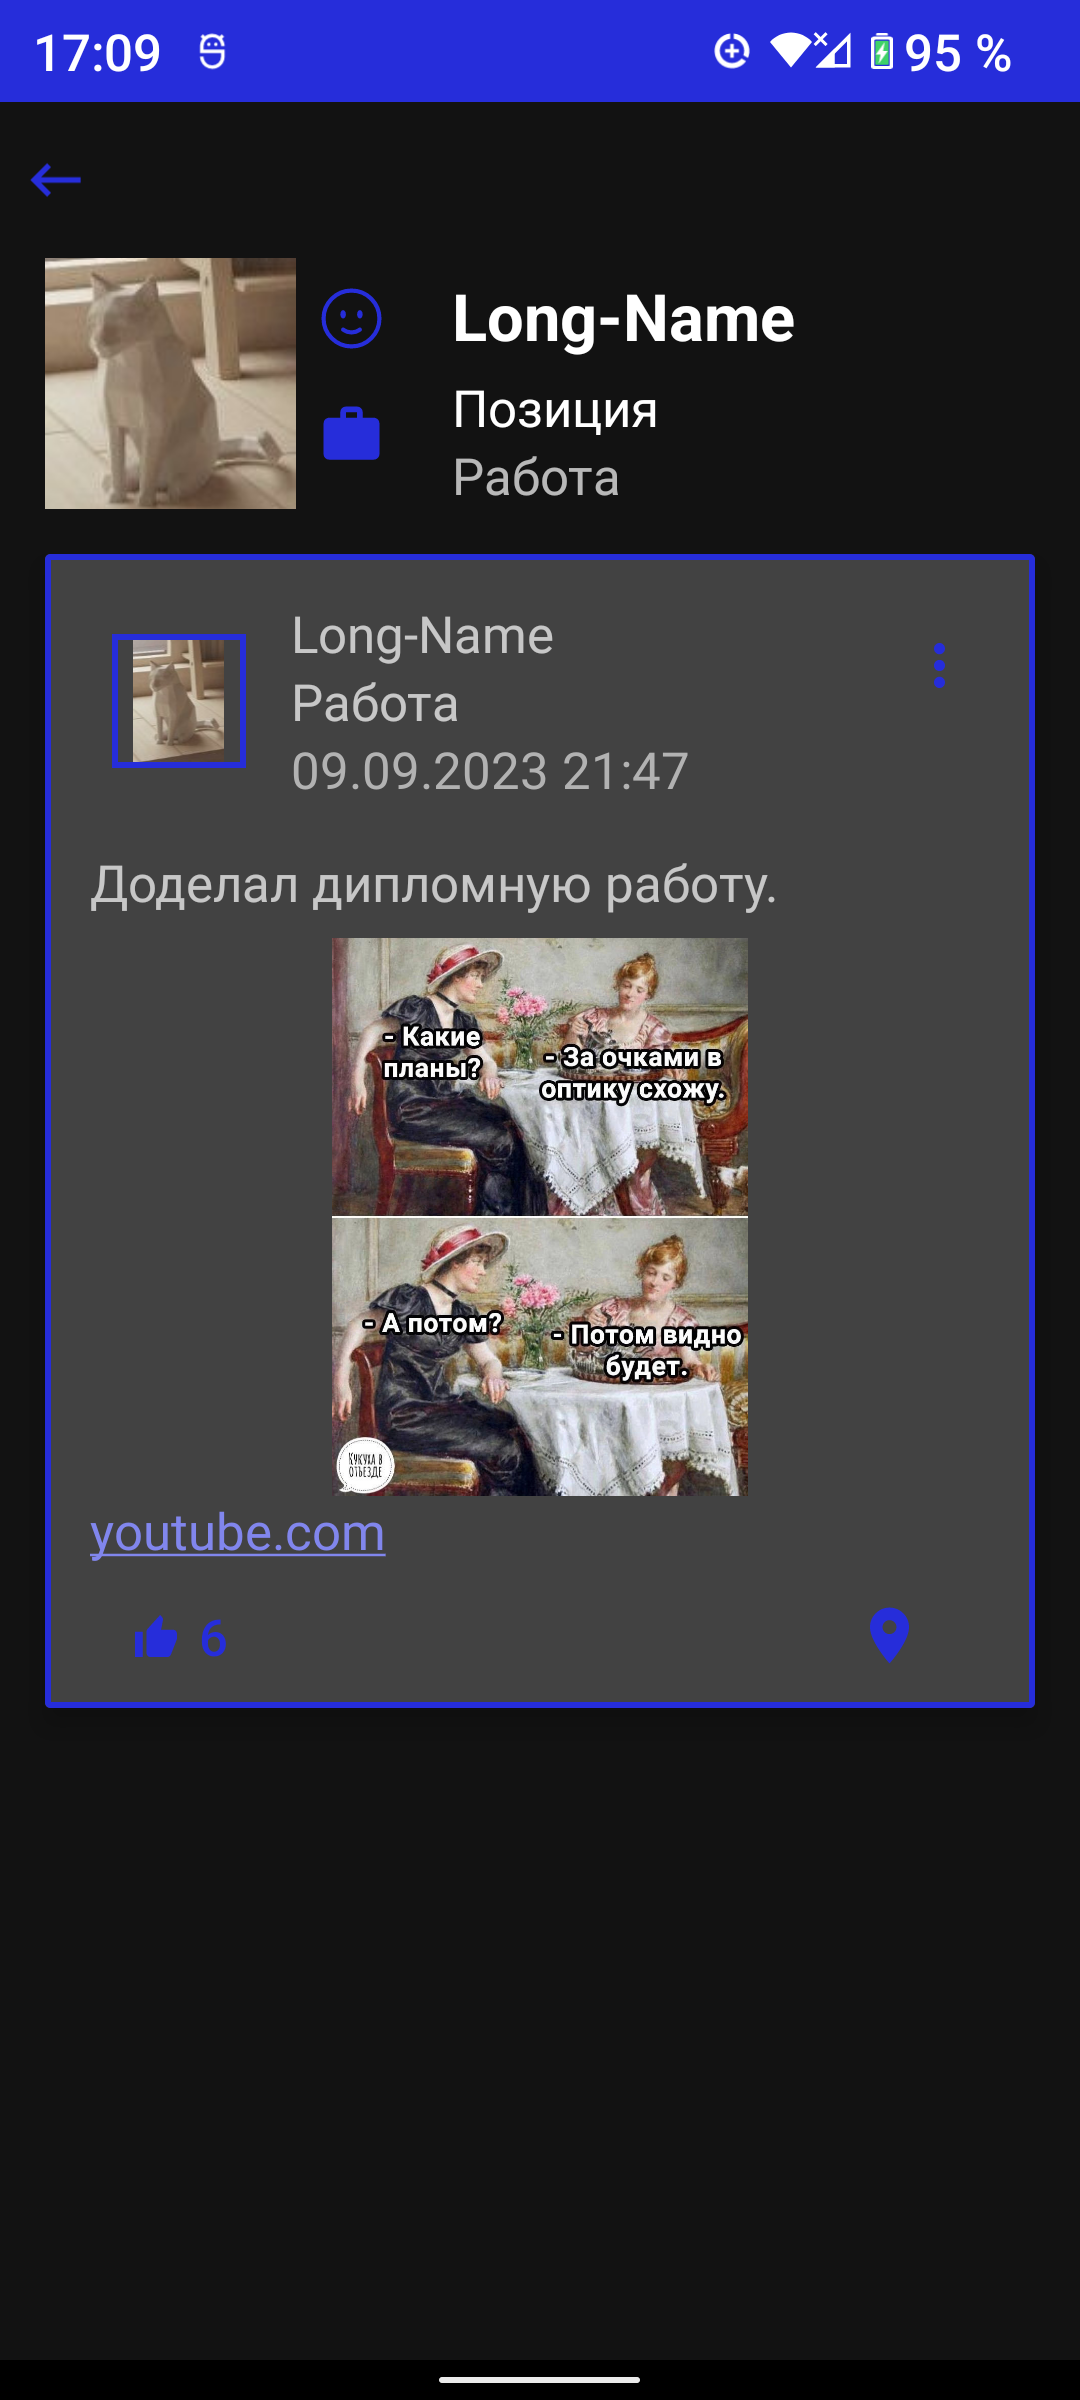 17:09
95 %
Long-Name
Позиция
Работа
Long-Name
Работа
09.09.2023 21:47
Доделал дипломную работу.
- Какие
планы?
- За очками в
оптику схожу.
- А потом?
- Потом видно
будет.
Кукуха в
отъезде
youtube.com
6